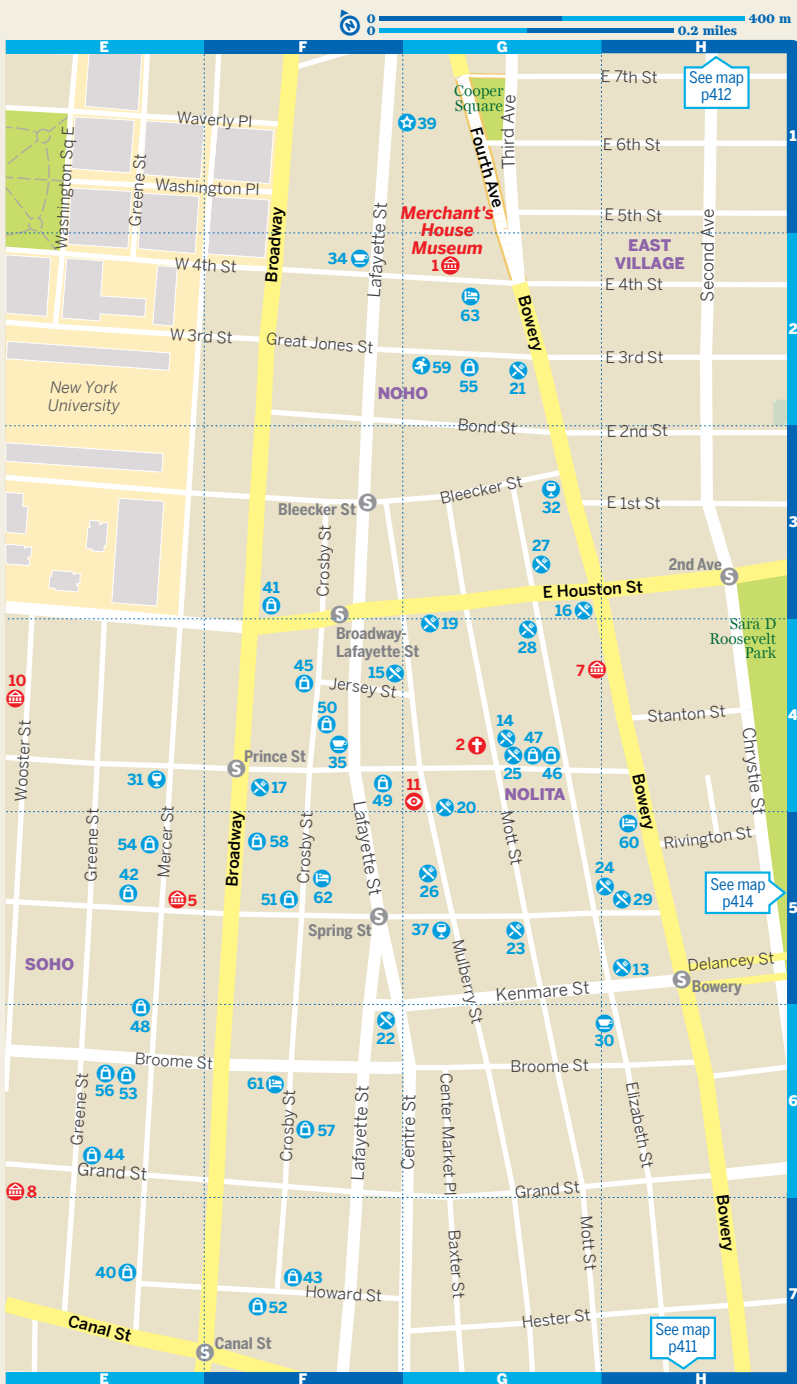 0 400 m
0 0.2 miles
N
E F G H
See map
p412
E 7th St
Cooper
Square
Third Ave
Waverly Pl
39
1
Fourth Ave
E 6th St
Washington Sq E
Greene St
Washington Pl
Broadway
Lafayette St
Merchant's
House
Museum
E 5th St
Second Ave
EAST
VILLAGE
34
1
W 4th St
E 4th St
63
Bowery
2
W 3rd St
Great Jones St
E 3rd St
59
55
21
New York
University
NOHO
Bond St
E 2nd St
Bleecker St
S
Bleecker St
32
E 1st St
3
Crosby St
27
2nd Ave
S
41
E Houston St
16
S
Broadway-
Lafayette St
19
28
Sara D
Roosevelt
Park
45
15
7
10
Jersey St
50
4
Stanton St
Wooster St
14
47
2
35
Chrystie St
Prince St
S
25
46
31
17
49
11
NOLITA
20
Bowery
Greene St
Mercer St
Crosby St
Lafayette St
Mott St
54
58
60
Rivington St
Broadway
42
62
26
24
See map
p414
5
5
51
29
Spring St
S
37
23
Mulberry St
SOHO
13
Delancey St
Kenmare St
S
Bowery
48
22
30
Broome St
Broome St
56
53
61
Greene St
Crosby St
Lafayette St
Centre St
Center Market Pl
Elizabeth St
6
57
44
Grand St
Grand St
8
Bowery
Baxter St
Mott St
40
43
Howard St
7
52
Hester St
Canal St
S
Canal St
See map
p411
E F G H